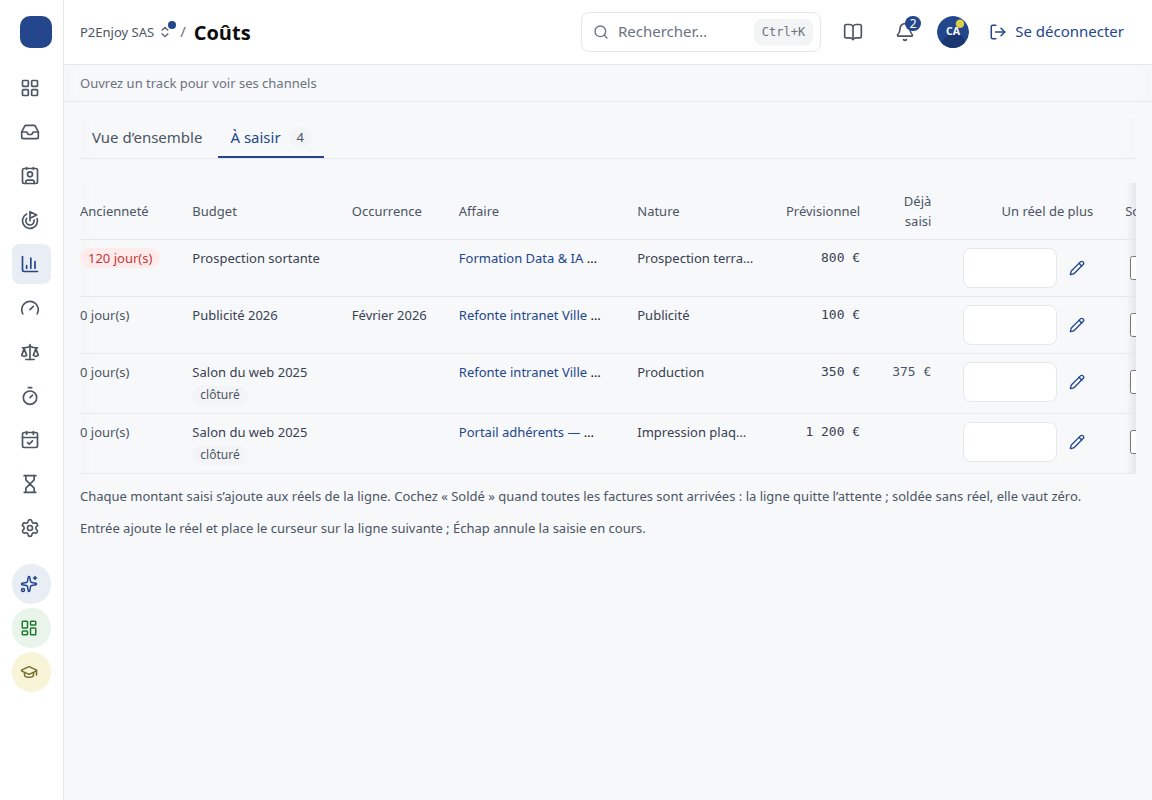 P2Enjoy SAS / Coûts
Rechercher... Ctrl+K
2
CA
Se déconnecter
Ouvrez un track pour voir ses channels
Vue d’ensemble À saisir 4
Ancienneté Budget Occurrence Affaire Nature Prévisionnel Déjà saisi Un réel de plus
120 jour(s) Prospection sortante Formation Data & IA ... Prospection terra... 800 €
0 jour(s) Publicité 2026 Février 2026 Refonte intranet Ville ... Publicité 100 €
0 jour(s) Salon du web 2025 Refonte intranet Ville ... Production 350 € 375 €
clôturé
0 jour(s) Salon du web 2025 Portail adhérents — ... Impression plaq... 1 200 €
clôturé
Chaque montant saisi s’ajoute aux réels de la ligne. Cochez « Soldé » quand toutes les factures sont arrivées : la ligne quitte l’attente ; soldée sans réel, elle vaut zéro.
Entrée ajoute le réel et place le curseur sur la ligne suivante ; Échap annule la saisie en cours.